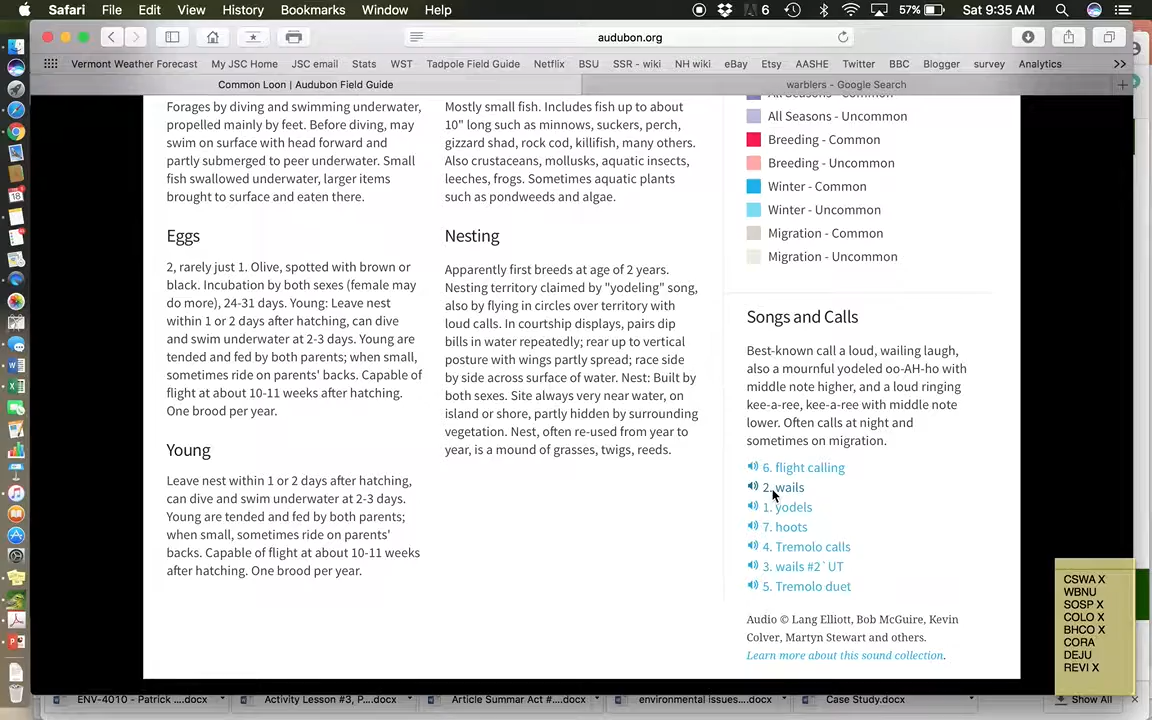 Safari File Edit View History Bookmarks Window Help 6 57% Sat 9:35 AM
audubon.org
Vermont Weather Forecast My JSC Home JSC email Stats WST Tadpole Field Guide Netflix BSU SSR - wiki NH wiki eBay Etsy AASHE Twitter BBC Blogger survey Analytics >>
Common Loon | Audubon Field Guide warblers - Google Search
Forages by diving and swimming underwater,
propelled mainly by feet. Before diving, may
swim on surface with head forward and
partly submerged to peer underwater. Small
fish swallowed underwater, larger items
brought to surface and eaten there.
Eggs
2, rarely just 1. Olive, spotted with brown or
black. Incubation by both sexes (female may
do more), 24-31 days. Young: Leave nest
within 1 or 2 days after hatching, can dive
and swim underwater at 2-3 days. Young are
tended and fed by both parents; when small,
sometimes ride on parents' backs. Capable of
flight at about 10-11 weeks after hatching.
One brood per year.
Young
Leave nest within 1 or 2 days after hatching,
can dive and swim underwater at 2-3 days.
Young are tended and fed by both parents;
when small, sometimes ride on parents'
backs. Capable of flight at about 10-11 weeks
after hatching. One brood per year.
Mostly small fish. Includes fish up to about
10" long such as minnows, suckers, perch,
gizzard shad, rock cod, killifish, many others.
Also crustaceans, mollusks, aquatic insects,
leeches, frogs. Sometimes aquatic plants
such as pondweeds and algae.
Nesting
Apparently first breeds at age of 2 years.
Nesting territory claimed by "yodeling" song,
also by flying in circles over territory with
loud calls. In courtship displays, pairs dip
bills in water repeatedly; rear up to vertical
posture with wings partly spread; race side
by side across surface of water. Nest: Built by
both sexes. Site always very near water, on
island or shore, partly hidden by surrounding
vegetation. Nest, often re-used from year to
year, is a mound of grasses, twigs, reeds.
All Seasons - Common
All Seasons - Uncommon
Breeding - Common
Breeding - Uncommon
Winter - Common
Winter - Uncommon
Migration - Common
Migration - Uncommon
Songs and Calls
Best-known call a loud, wailing laugh,
also a mournful yodeled oo-AH-ho with
middle note higher, and a loud ringing
kee-a-ree, kee-a-ree with middle note
lower. Often calls at night and
sometimes on migration.
6. flight calling
2. wails
1. yodels
7. hoots
4. Tremolo calls
3. wails #2`UT
5. Tremolo duet
Audio © Lang Elliott, Bob McGuire, Kevin
Colver, Martyn Stewart and others.
Learn more about this sound collection.
CSWA X
WBNU
SOSP X
COLO X
BHCO X
CORA
DEJU
REVI X
ENV-4010 - Patrick ....docx Activity Lesson #3, P....docx Article Summar Act #....docx environmental issues....docx Case Study.docx Show All
18